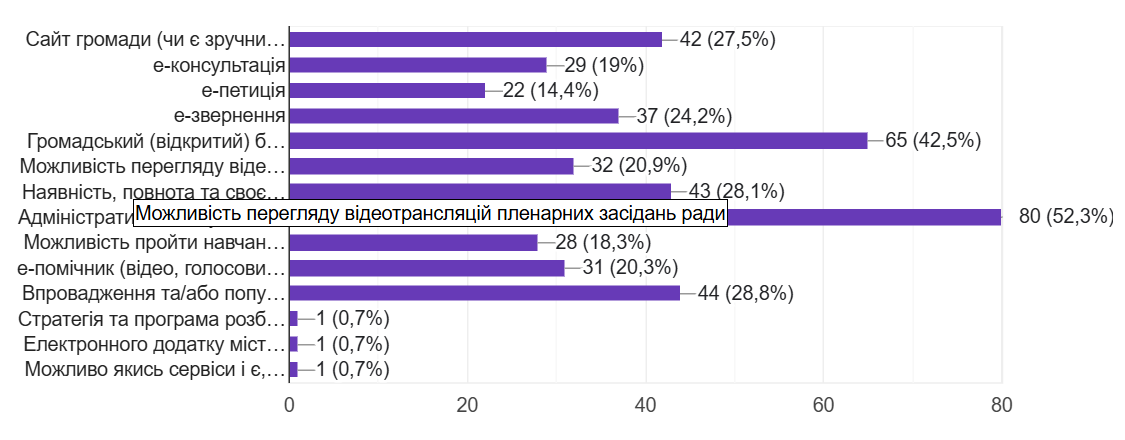 Сайт громади (чи є зручни… 42 (27,5%)
е-консультація 29 (19%)
е-петиція 22 (14,4%)
е-звернення 37 (24,2%)
Громадський (відкритий) б… 65 (42,5%)
Можливість перегляду віде… 32 (20,9%)
Наявність, повнота та своє… 43 (28,1%)
Можливість перегляду відеотрансляцій пленарних засідань ради
Адміністрати 80 (52,3%)
Можливість пройти навчан… 28 (18,3%)
е-помічник (відео, голосови… 31 (20,3%)
Впровадження та/або попу… 44 (28,8%)
Стратегія та програма розб… 1 (0,7%)
Електронного додатку міст… 1 (0,7%)
Можливо якись сервіси і є,… 1 (0,7%)
0 20 40 60 80